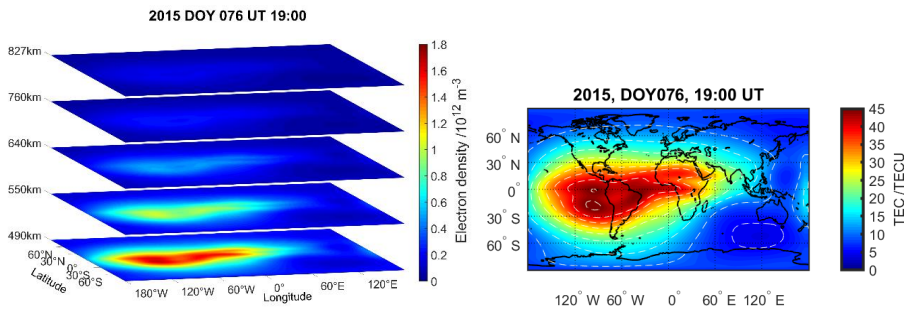 2015 DOY 076 UT 19:00
827km
760km
640km
550km
490km
60°N
30°N
0°
30°S
60°S
Latitude
180°W
120°W
60°W
0°
60°E
120°E
Longitude
1.8
1.6
1.4
1.2
1
0.8
0.6
0.4
0.2
0
Electron density /10^12 m^-3
2015, DOY076, 19:00 UT
60° N
30° N
0°
30° S
60° S
120° W
60° W
0°
60° E
120° E
45
40
35
30
25
20
15
10
5
0
TEC /TECU